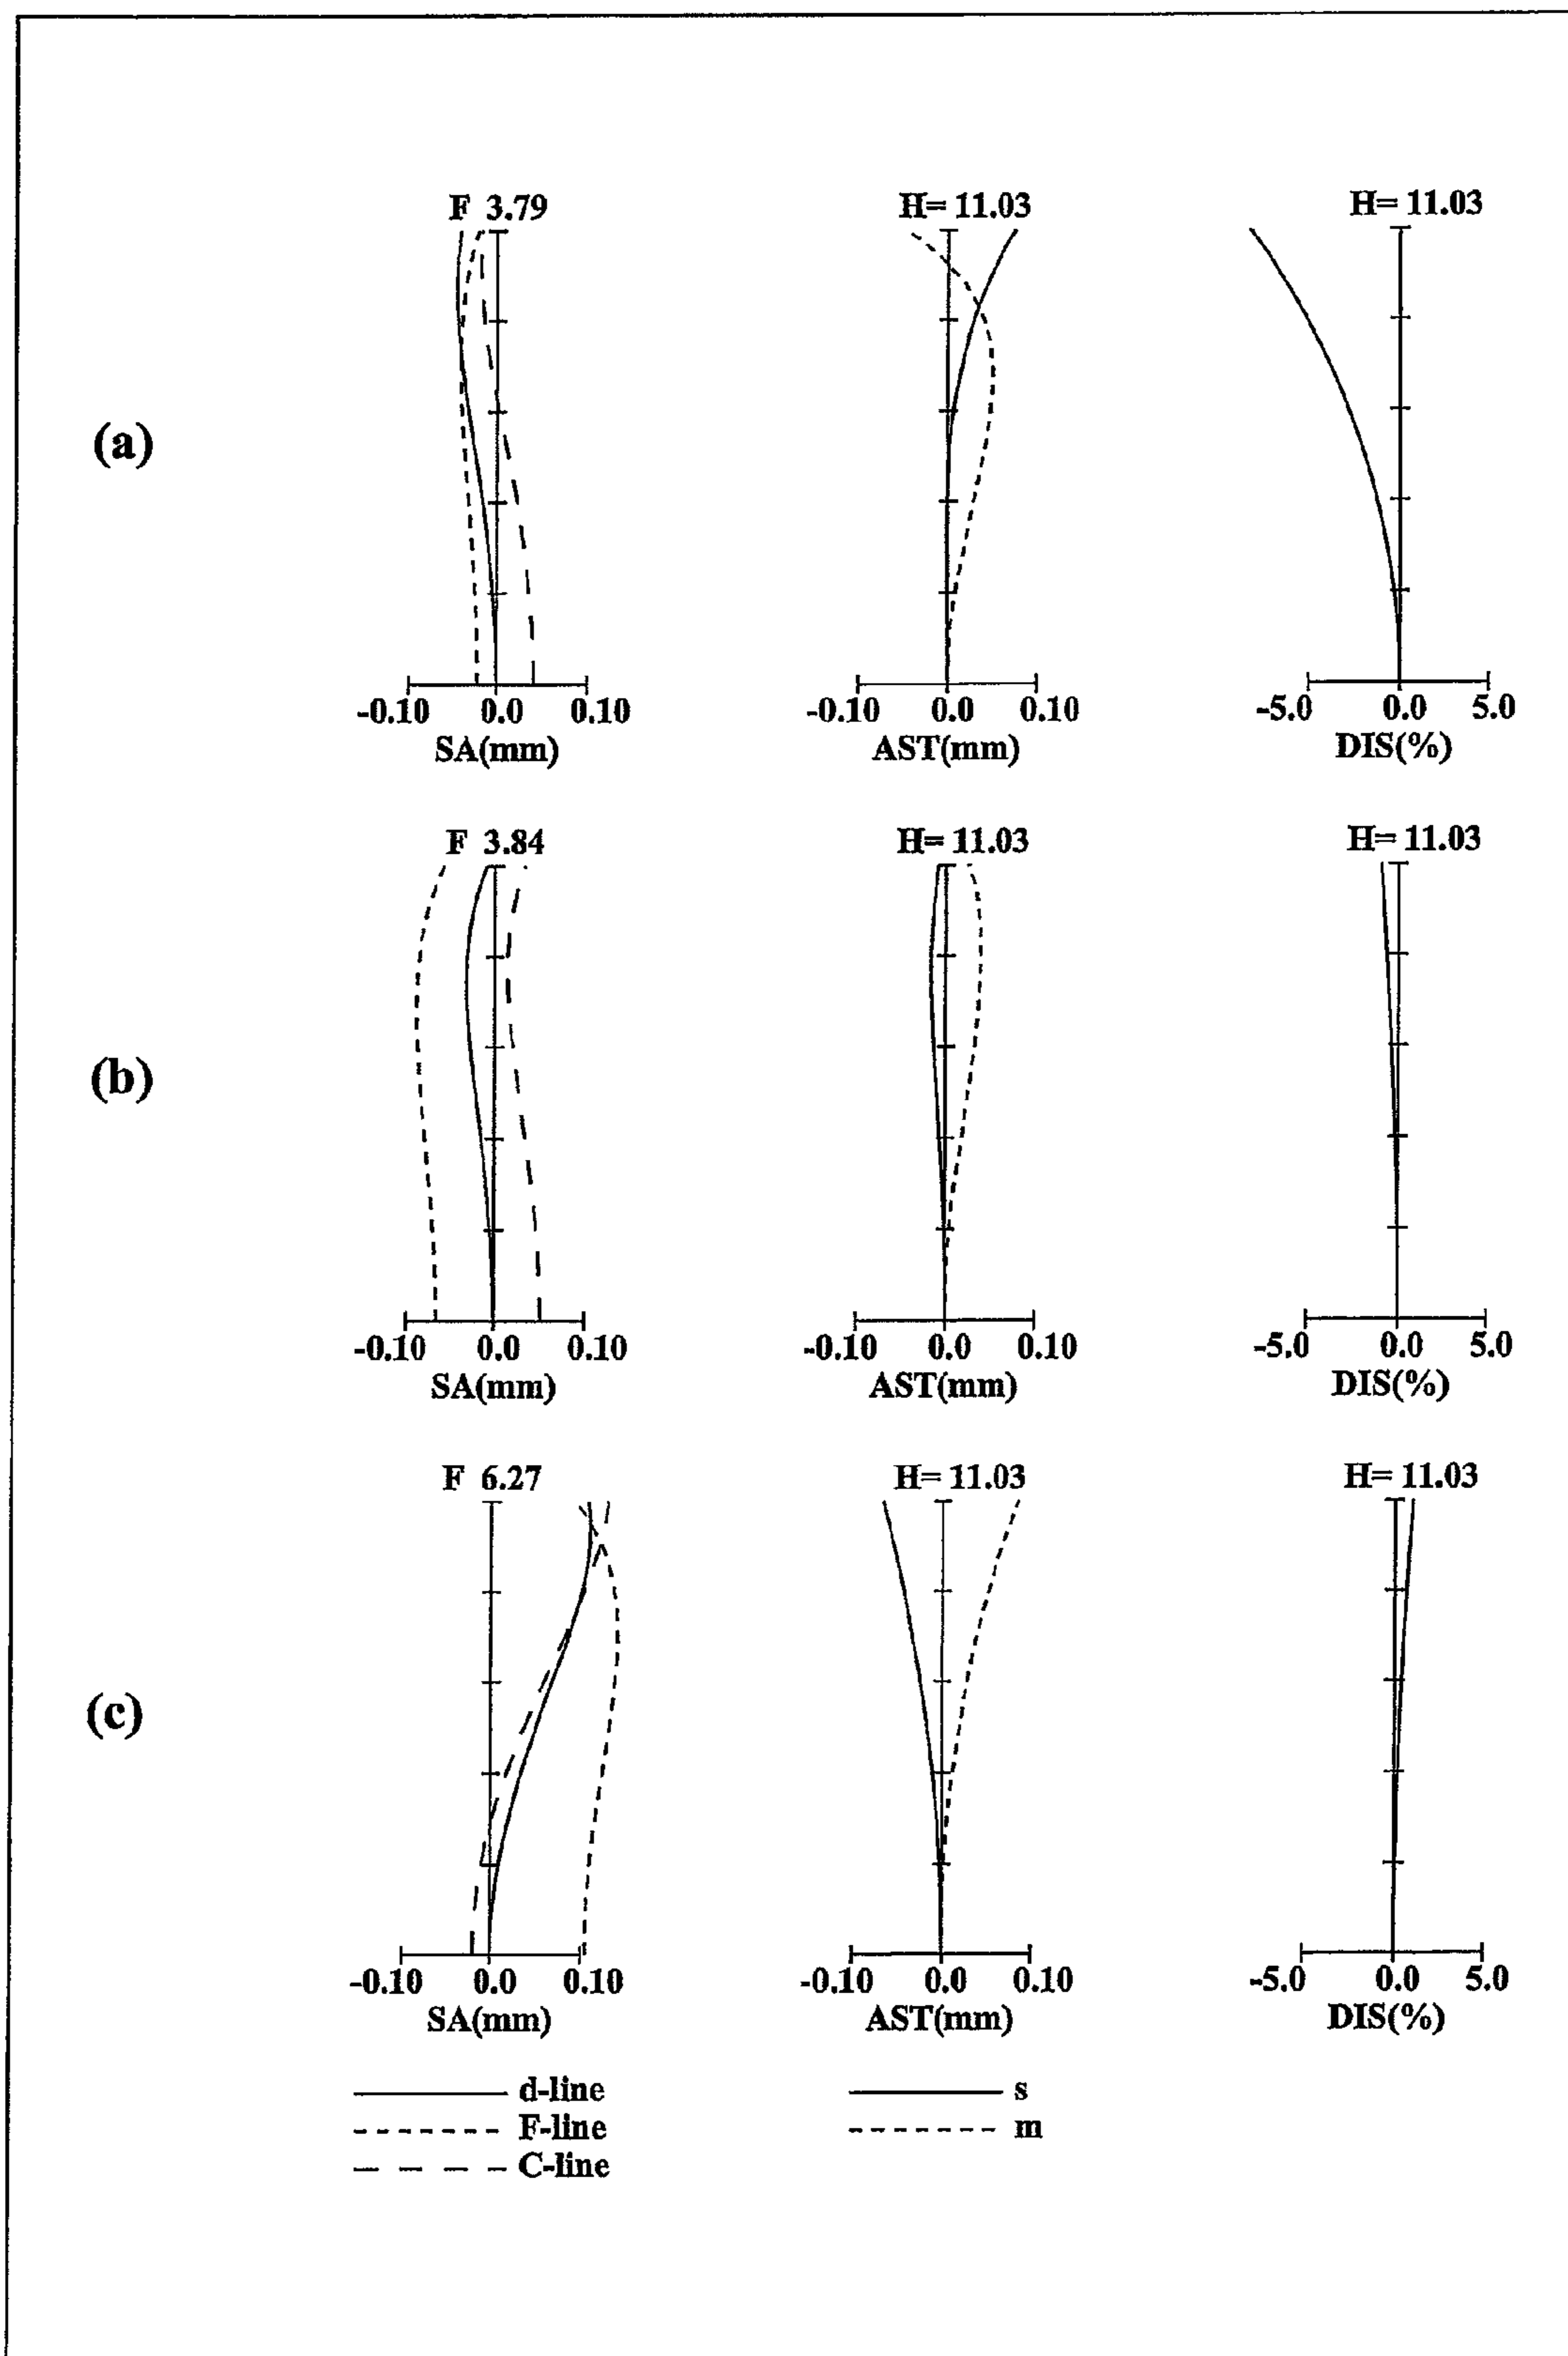 F 3.79 H= 11.03 H= 11.03
(a)
-0.10 0.0 0.10 -0.10 0.0 0.10 -5.0 0.0 5.0
SA(mm) AST(mm) DIS(%)
F 3.84 H= 11.03 H= 11.03
(b)
-0.10 0.0 0.10 -0.10 0.0 0.10 -5.0 0.0 5.0
SA(mm) AST(mm) DIS(%)
F 6.27 H= 11.03 H= 11.03
(c)
-0.10 0.0 0.10 -0.10 0.0 0.10 -5.0 0.0 5.0
SA(mm) AST(mm) DIS(%)
d-line s
F-line m
C-line